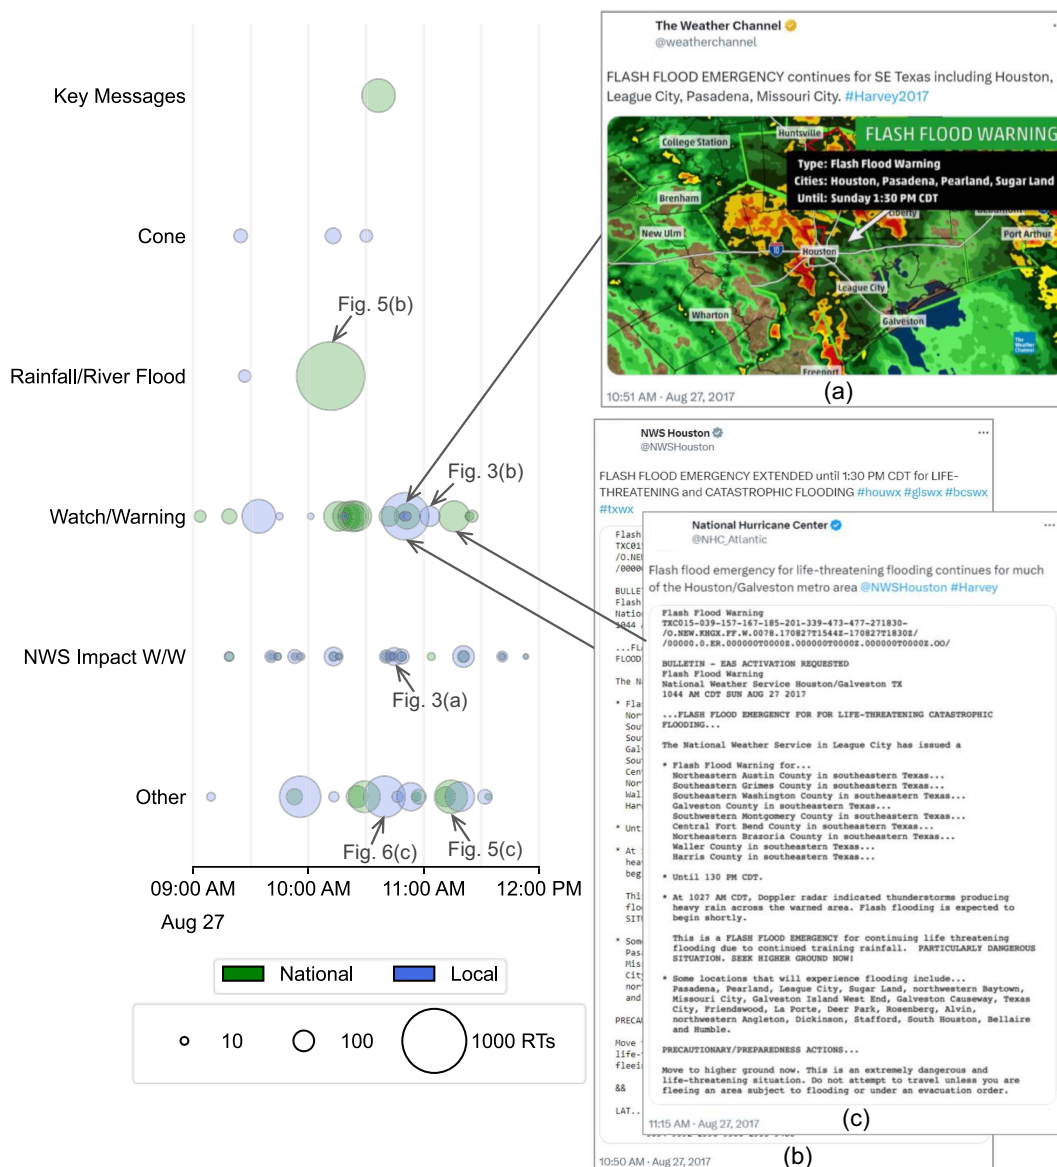 Key Messages
Cone
Fig. 5(b)
Rainfall/River Flood
Fig. 3(b)
Watch/Warning
NWS Impact W/W
Fig. 3(a)
Other
Fig. 6(c)
Fig. 5(c)
09:00 AM 10:00 AM 11:00 AM 12:00 PM
Aug 27
National Local
10 100 1000 RTs
The Weather Channel
@weatherchannel
FLASH FLOOD EMERGENCY continues for SE Texas including Houston,
League City, Pasadena, Missouri City. #Harvey2017
FLASH FLOOD WARNING
Type: Flash Flood Warning
Cities: Houston, Pasadena, Pearland, Sugar Land
Until: Sunday 1:30 PM CDT
College Station
Huntsville
Brenham
Liberty
New Ulm
Port Arthur
10
Houston
League City
Wharton
Galveston
Freeport
The
Weather
Channel
10:51 AM · Aug 27, 2017
(a)
NWS Houston
@NWSHouston
FLASH FLOOD EMERGENCY EXTENDED until 1:30 PM CDT for LIFE-
THREATENING and CATASTROPHIC FLOODING #houwx #glswx #bcswx
#txwx
10:50 AM - Aug 27, 2017
(b)
National Hurricane Center
@NHC_Atlantic
Flash flood emergency for life-threatening flooding continues for much
of the Houston/Galveston metro area @NWSHouston #Harvey
Flash Flood Warning
TXC015-039-157-167-185-201-339-473-477-271830-
/O.NEW.KHGX.FF.W.0078.170827T1544Z-170827T1830Z/
/00000.0.ER.000000T0000Z.000000T0000Z.000000T0000Z.OO/
BULLETIN - EAS ACTIVATION REQUESTED
Flash Flood Warning
National Weather Service Houston/Galveston TX
1044 AM CDT SUN AUG 27 2017
...FLASH FLOOD EMERGENCY FOR FOR LIFE-THREATENING CATASTROPHIC
FLOODING...
The National Weather Service in League City has issued a
* Flash Flood Warning for...
Northeastern Austin County in southeastern Texas...
Southeastern Grimes County in southeastern Texas...
Southeastern Washington County in southeastern Texas...
Galveston County in southeastern Texas...
Southwestern Montgomery County in southeastern Texas...
Central Fort Bend County in southeastern Texas...
Northeastern Brazoria County in southeastern Texas...
Waller County in southeastern Texas...
Harris County in southeastern Texas...
* Until 130 PM CDT.
* At 1027 AM CDT, Doppler radar indicated thunderstorms producing
heavy rain across the warned area. Flash flooding is expected to
begin shortly.
This is a FLASH FLOOD EMERGENCY for continuing life threatening
flooding due to continued training rainfall. PARTICULARLY DANGEROUS
SITUATION. SEEK HIGHER GROUND NOW!
* Some locations that will experience flooding include...
Pasadena, Pearland, League City, Sugar Land, northwestern Baytown,
Missouri City, Galveston Island West End, Galveston Causeway, Texas
City, Friendswood, La Porte, Deer Park, Rosenberg, Alvin,
northwestern Angleton, Dickinson, Stafford, South Houston, Bellaire
and Humble.
PRECAUTIONARY/PREPAREDNESS ACTIONS...
Move to higher ground now. This is an extremely dangerous and
life-threatening situation. Do not attempt to travel unless you are
fleeing an area subject to flooding or under an evacuation order.
11:15 AM · Aug 27, 2017
(c)